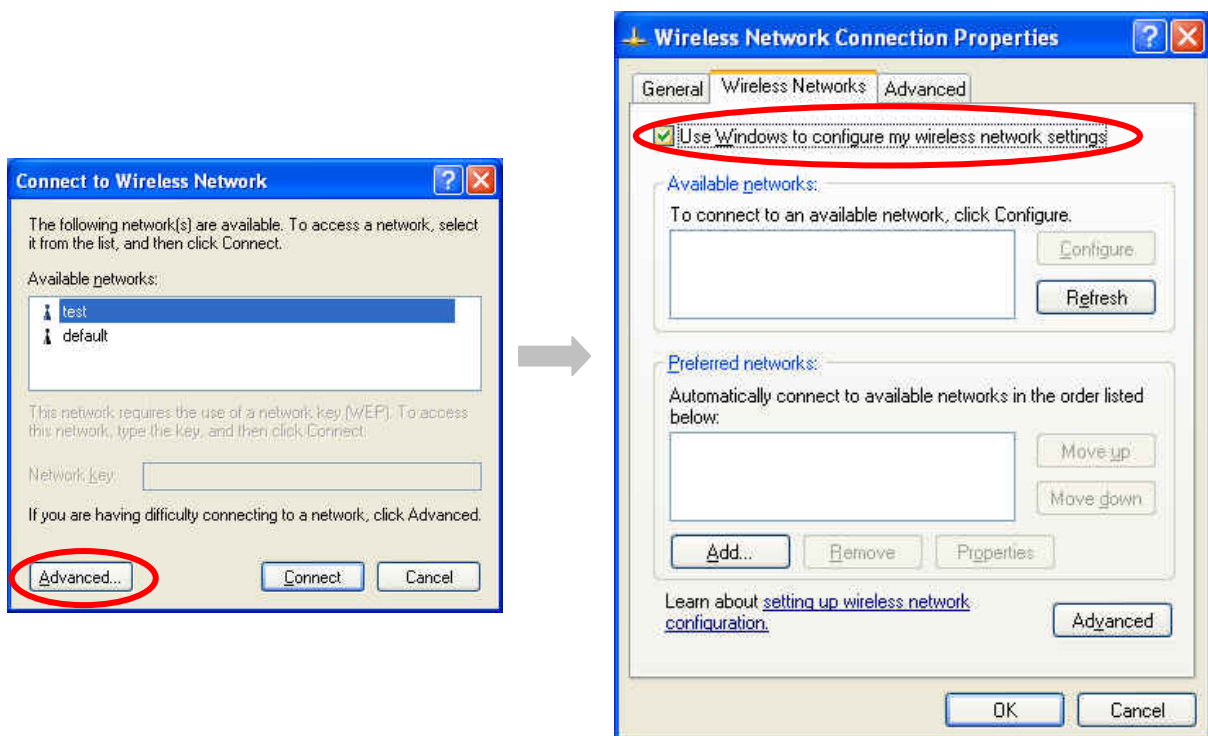 Connect to Wireless Network
The following network(s) are available. To access a network, select
it from the list, and then click Connect.
Available networks:
test
default
This network requires the use of a network key (WEP). To access
this network, type the key, and then click Connect.
Network key:
If you are having difficulty connecting to a network, click Advanced.
Advanced...
Connect
Cancel
Wireless Network Connection Properties
General
Wireless Networks
Advanced
Use Windows to configure my wireless network settings
Available networks:
To connect to an available network, click Configure.
Configure
Refresh
Preferred networks:
Automatically connect to available networks in the order listed
below:
Move up
Move down
Add...
Remove
Properties
Learn about setting up wireless network
configuration.
Advanced
OK
Cancel